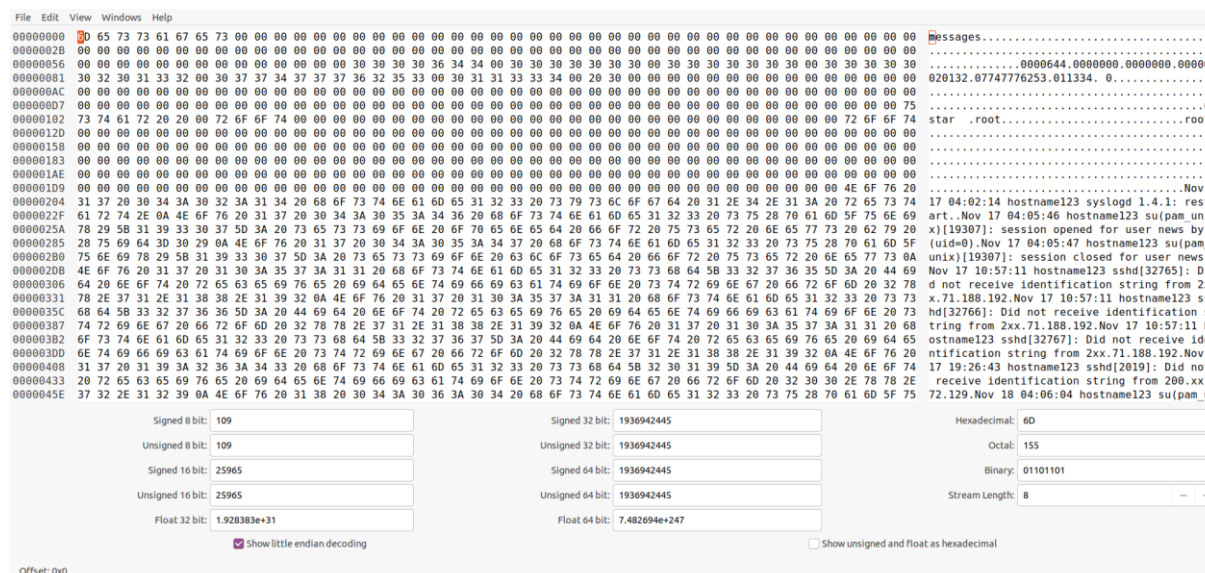 File Edit View Windows Help
00000000 6D 65 73 73 61 67 65 73 00 00 00 00 00 00 00 00 00 00 00 00 00 00 00 00 00 00 00 00 00 00 00 00 00 00 00 00 00 00 00 00 00 00 00 messages..................................
0000002B 00 00 00 00 00 00 00 00 00 00 00 00 00 00 00 00 00 00 00 00 00 00 00 00 00 00 00 00 00 00 00 00 00 00 00 00 00 00 00 00 00 00 00 ..........................................
00000056 00 00 00 00 00 00 00 00 00 00 00 00 00 00 30 30 30 30 36 34 34 00 30 30 30 30 30 30 30 00 30 30 30 30 30 30 30 00 30 30 30 30 30 ..............0000644.0000000.0000000.0000
00000081 30 32 30 31 33 32 00 30 37 37 34 37 37 37 36 32 35 33 00 30 31 31 33 33 34 00 20 30 00 00 00 00 00 00 00 00 00 00 00 00 00 00 00 020132.07747776253.011334. 0..............
000000AC 00 00 00 00 00 00 00 00 00 00 00 00 00 00 00 00 00 00 00 00 00 00 00 00 00 00 00 00 00 00 00 00 00 00 00 00 00 00 00 00 00 00 00 ..........................................
000000D7 00 00 00 00 00 00 00 00 00 00 00 00 00 00 00 00 00 00 00 00 00 00 00 00 00 00 00 00 00 00 00 00 00 00 00 00 00 00 00 00 00 00 75 ..........................................
00000102 73 74 61 72 20 20 00 72 6F 6F 74 00 00 00 00 00 00 00 00 00 00 00 00 00 00 00 00 00 00 00 00 00 00 00 00 00 00 00 00 72 6F 6F 74 star  .root............................roo
0000012D 00 00 00 00 00 00 00 00 00 00 00 00 00 00 00 00 00 00 00 00 00 00 00 00 00 00 00 00 00 00 00 00 00 00 00 00 00 00 00 00 00 00 00 ..........................................
00000158 00 00 00 00 00 00 00 00 00 00 00 00 00 00 00 00 00 00 00 00 00 00 00 00 00 00 00 00 00 00 00 00 00 00 00 00 00 00 00 00 00 00 00 ..........................................
00000183 00 00 00 00 00 00 00 00 00 00 00 00 00 00 00 00 00 00 00 00 00 00 00 00 00 00 00 00 00 00 00 00 00 00 00 00 00 00 00 00 00 00 00 ..........................................
000001AE 00 00 00 00 00 00 00 00 00 00 00 00 00 00 00 00 00 00 00 00 00 00 00 00 00 00 00 00 00 00 00 00 00 00 00 00 00 00 00 00 00 00 00 ..........................................
000001D9 00 00 00 00 00 00 00 00 00 00 00 00 00 00 00 00 00 00 00 00 00 00 00 00 00 00 00 00 00 00 00 00 00 00 00 00 00 00 00 4E 6F 76 20 .......................................Nov
00000204 31 37 20 30 34 3A 30 32 3A 31 34 20 68 6F 73 74 6E 61 6D 65 31 32 33 20 73 79 73 6C 6F 67 64 20 31 2E 34 2E 31 3A 20 72 65 73 74 17 04:02:14 hostname123 syslogd 1.4.1: res
0000022F 61 72 74 2E 0A 4E 6F 76 20 31 37 20 30 34 3A 30 35 3A 34 36 20 68 6F 73 74 6E 61 6D 65 31 32 33 20 73 75 28 70 61 6D 5F 75 6E 69 art..Nov 17 04:05:46 hostname123 su(pam_un
0000025A 78 29 5B 31 39 33 30 37 5D 3A 20 73 65 73 73 69 6F 6E 20 6F 70 65 6E 65 64 20 66 6F 72 20 75 73 65 72 20 6E 65 77 73 20 62 79 20 x)[19307]: session opened for user news by
00000285 28 75 69 64 3D 30 29 0A 4E 6F 76 20 31 37 20 30 34 3A 30 35 3A 34 37 20 68 6F 73 74 6E 61 6D 65 31 32 33 20 73 75 28 70 61 6D 5F (uid=0).Nov 17 04:05:47 hostname123 su(pam
000002B0 75 6E 69 78 29 5B 31 39 33 30 37 5D 3A 20 73 65 73 73 69 6F 6E 20 63 6C 6F 73 65 64 20 66 6F 72 20 75 73 65 72 20 6E 65 77 73 0A unix)[19307]: session closed for user news
000002DB 4E 6F 76 20 31 37 20 31 30 3A 35 37 3A 31 31 20 68 6F 73 74 6E 61 6D 65 31 32 33 20 73 73 68 64 5B 33 32 37 36 35 5D 3A 20 44 69 Nov 17 10:57:11 hostname123 sshd[32765]: D
00000306 64 20 6E 6F 74 20 72 65 63 65 69 76 65 20 69 64 65 6E 74 69 66 69 63 61 74 69 6F 6E 20 73 74 72 69 6E 67 20 66 72 6F 6D 20 32 78 d not receive identification string from 2
00000331 78 2E 37 31 2E 31 38 38 2E 31 39 32 0A 4E 6F 76 20 31 37 20 31 30 3A 35 37 3A 31 31 20 68 6F 73 74 6E 61 6D 65 31 32 33 20 73 73 x.71.188.192.Nov 17 10:57:11 hostname123 s
0000035C 68 64 5B 33 32 37 36 36 5D 3A 20 44 69 64 20 6E 6F 74 20 72 65 63 65 69 76 65 20 69 64 65 6E 74 69 66 69 63 61 74 69 6F 6E 20 73 hd[32766]: Did not receive identification
00000387 74 72 69 6E 67 20 66 72 6F 6D 20 32 78 78 2E 37 31 2E 31 38 38 2E 31 39 32 0A 4E 6F 76 20 31 37 20 31 30 3A 35 37 3A 31 31 20 68 tring from 2xx.71.188.192.Nov 17 10:57:11
000003B2 6F 73 74 6E 61 6D 65 31 32 33 20 73 73 68 64 5B 33 32 37 36 37 5D 3A 20 44 69 64 20 6E 6F 74 20 72 65 63 65 69 76 65 20 69 64 65 ostname123 sshd[32767]: Did not receive id
000003DD 6E 74 69 66 69 63 61 74 69 6F 6E 20 73 74 72 69 6E 67 20 66 72 6F 6D 20 32 78 78 2E 37 31 2E 31 38 38 2E 31 39 32 0A 4E 6F 76 20 ntification string from 2xx.71.188.192.Nov
00000408 31 37 20 31 39 3A 32 36 3A 34 33 20 68 6F 73 74 6E 61 6D 65 31 32 33 20 73 73 68 64 5B 32 30 31 39 5D 3A 20 44 69 64 20 6E 6F 74 17 19:26:43 hostname123 sshd[2019]: Did no
00000433 20 72 65 63 65 69 76 65 20 69 64 65 6E 74 69 66 69 63 61 74 69 6F 6E 20 73 74 72 69 6E 67 20 66 72 6F 6D 20 32 30 30 2E 78 78 2E receive identification string from 200.xx
0000045E 37 32 2E 31 32 39 0A 4E 6F 76 20 31 38 20 30 34 3A 30 36 3A 30 34 20 68 6F 73 74 6E 61 6D 65 31 32 33 20 73 75 28 70 61 6D 5F 75 72.129.Nov 18 04:06:04 hostname123 su(pam_
Signed 8 bit: 109 Signed 32 bit: 1936942445 Hexadecimal: 6D
Unsigned 8 bit: 109 Unsigned 32 bit: 1936942445 Octal: 155
Signed 16 bit: 25965 Signed 64 bit: 1936942445 Binary: 01101101
Unsigned 16 bit: 25965 Unsigned 64 bit: 1936942445 Stream Length: 8
Float 32 bit: 1.928383e+31 Float 64 bit: 7.482694e+247
Show little endian decoding Show unsigned and float as hexadecimal
Offset: 0x0